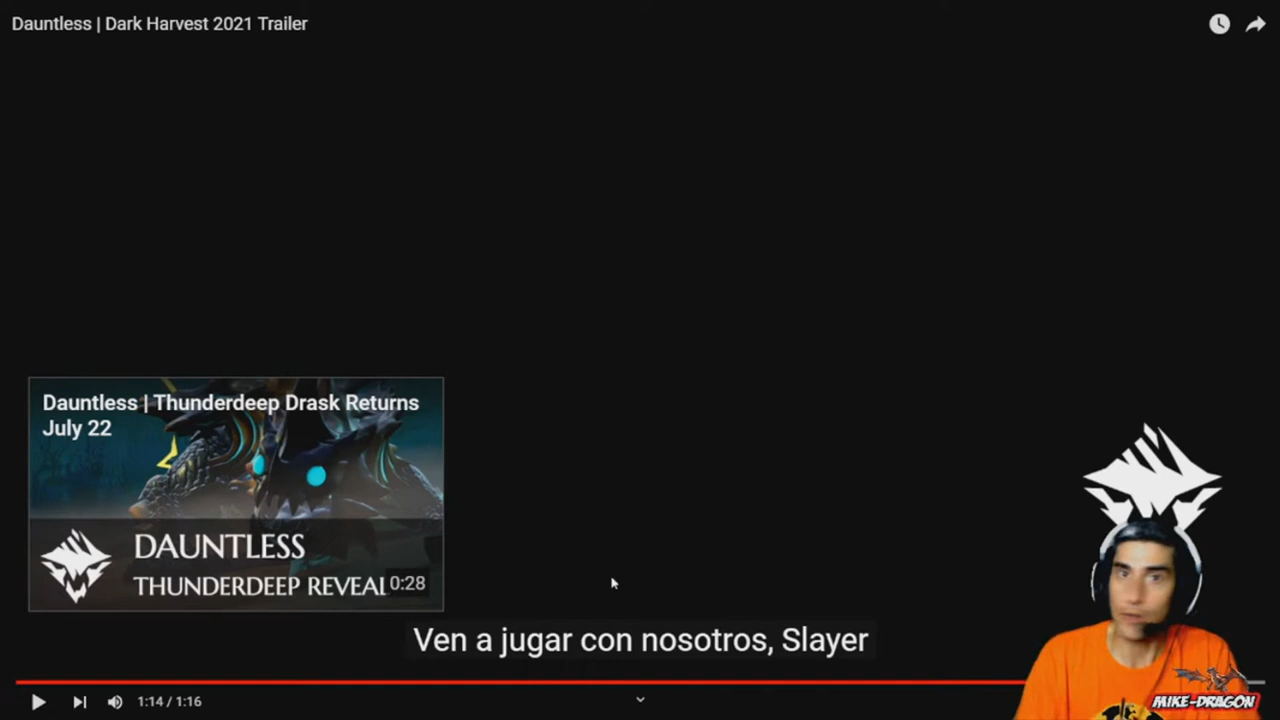 Dauntless | Dark Harvest 2021 Trailer
Dauntless | Thunderdeep Drask Returns
July 22
DAUNTLESS
THUNDERDEEP REVEAL
0:28
Ven a jugar con nosotros, Slayer
1:14 / 1:16
MIKE-DRAGON